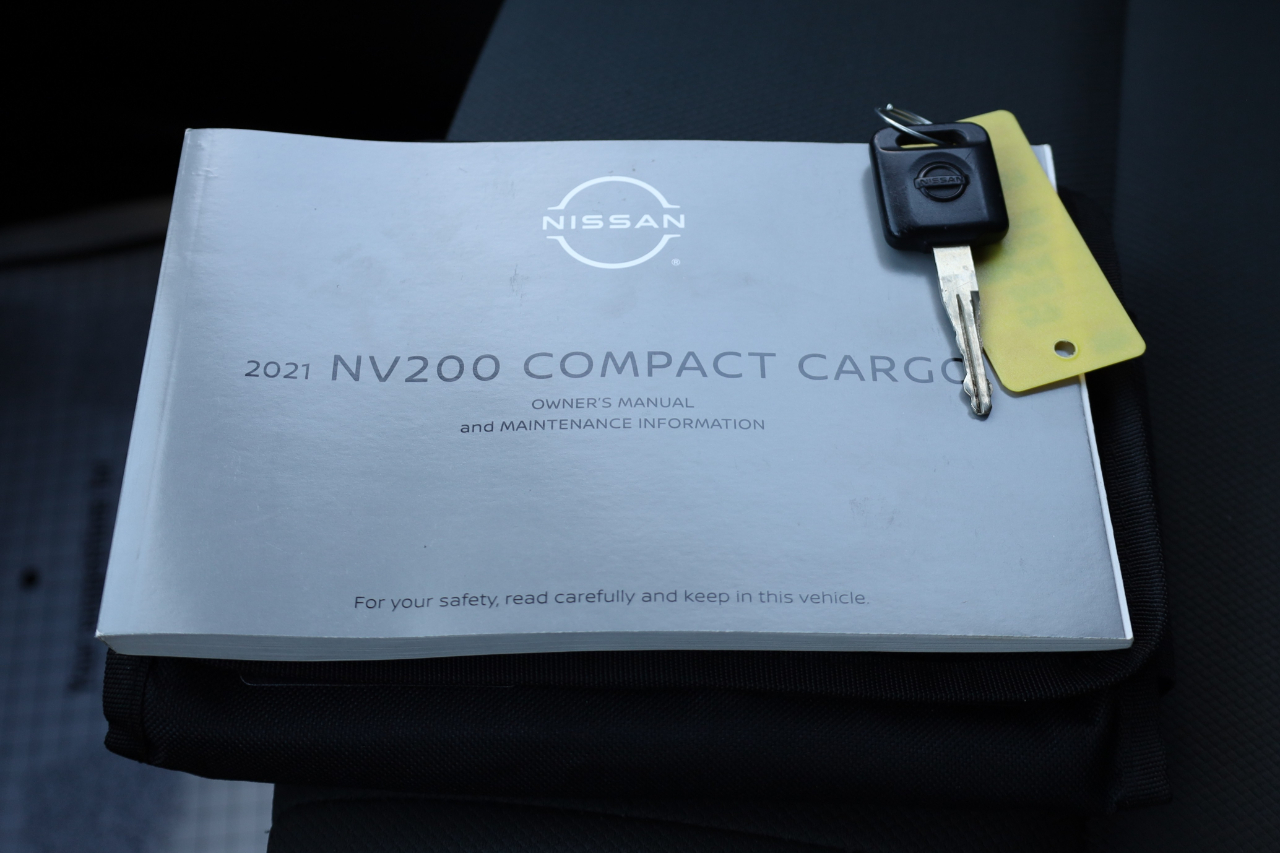 NISSAN
®
NISSAN
2021 NV200 COMPACT CARGO
OWNER'S MANUAL
and MAINTENANCE INFORMATION
For your safety, read carefully and keep in this vehicle.